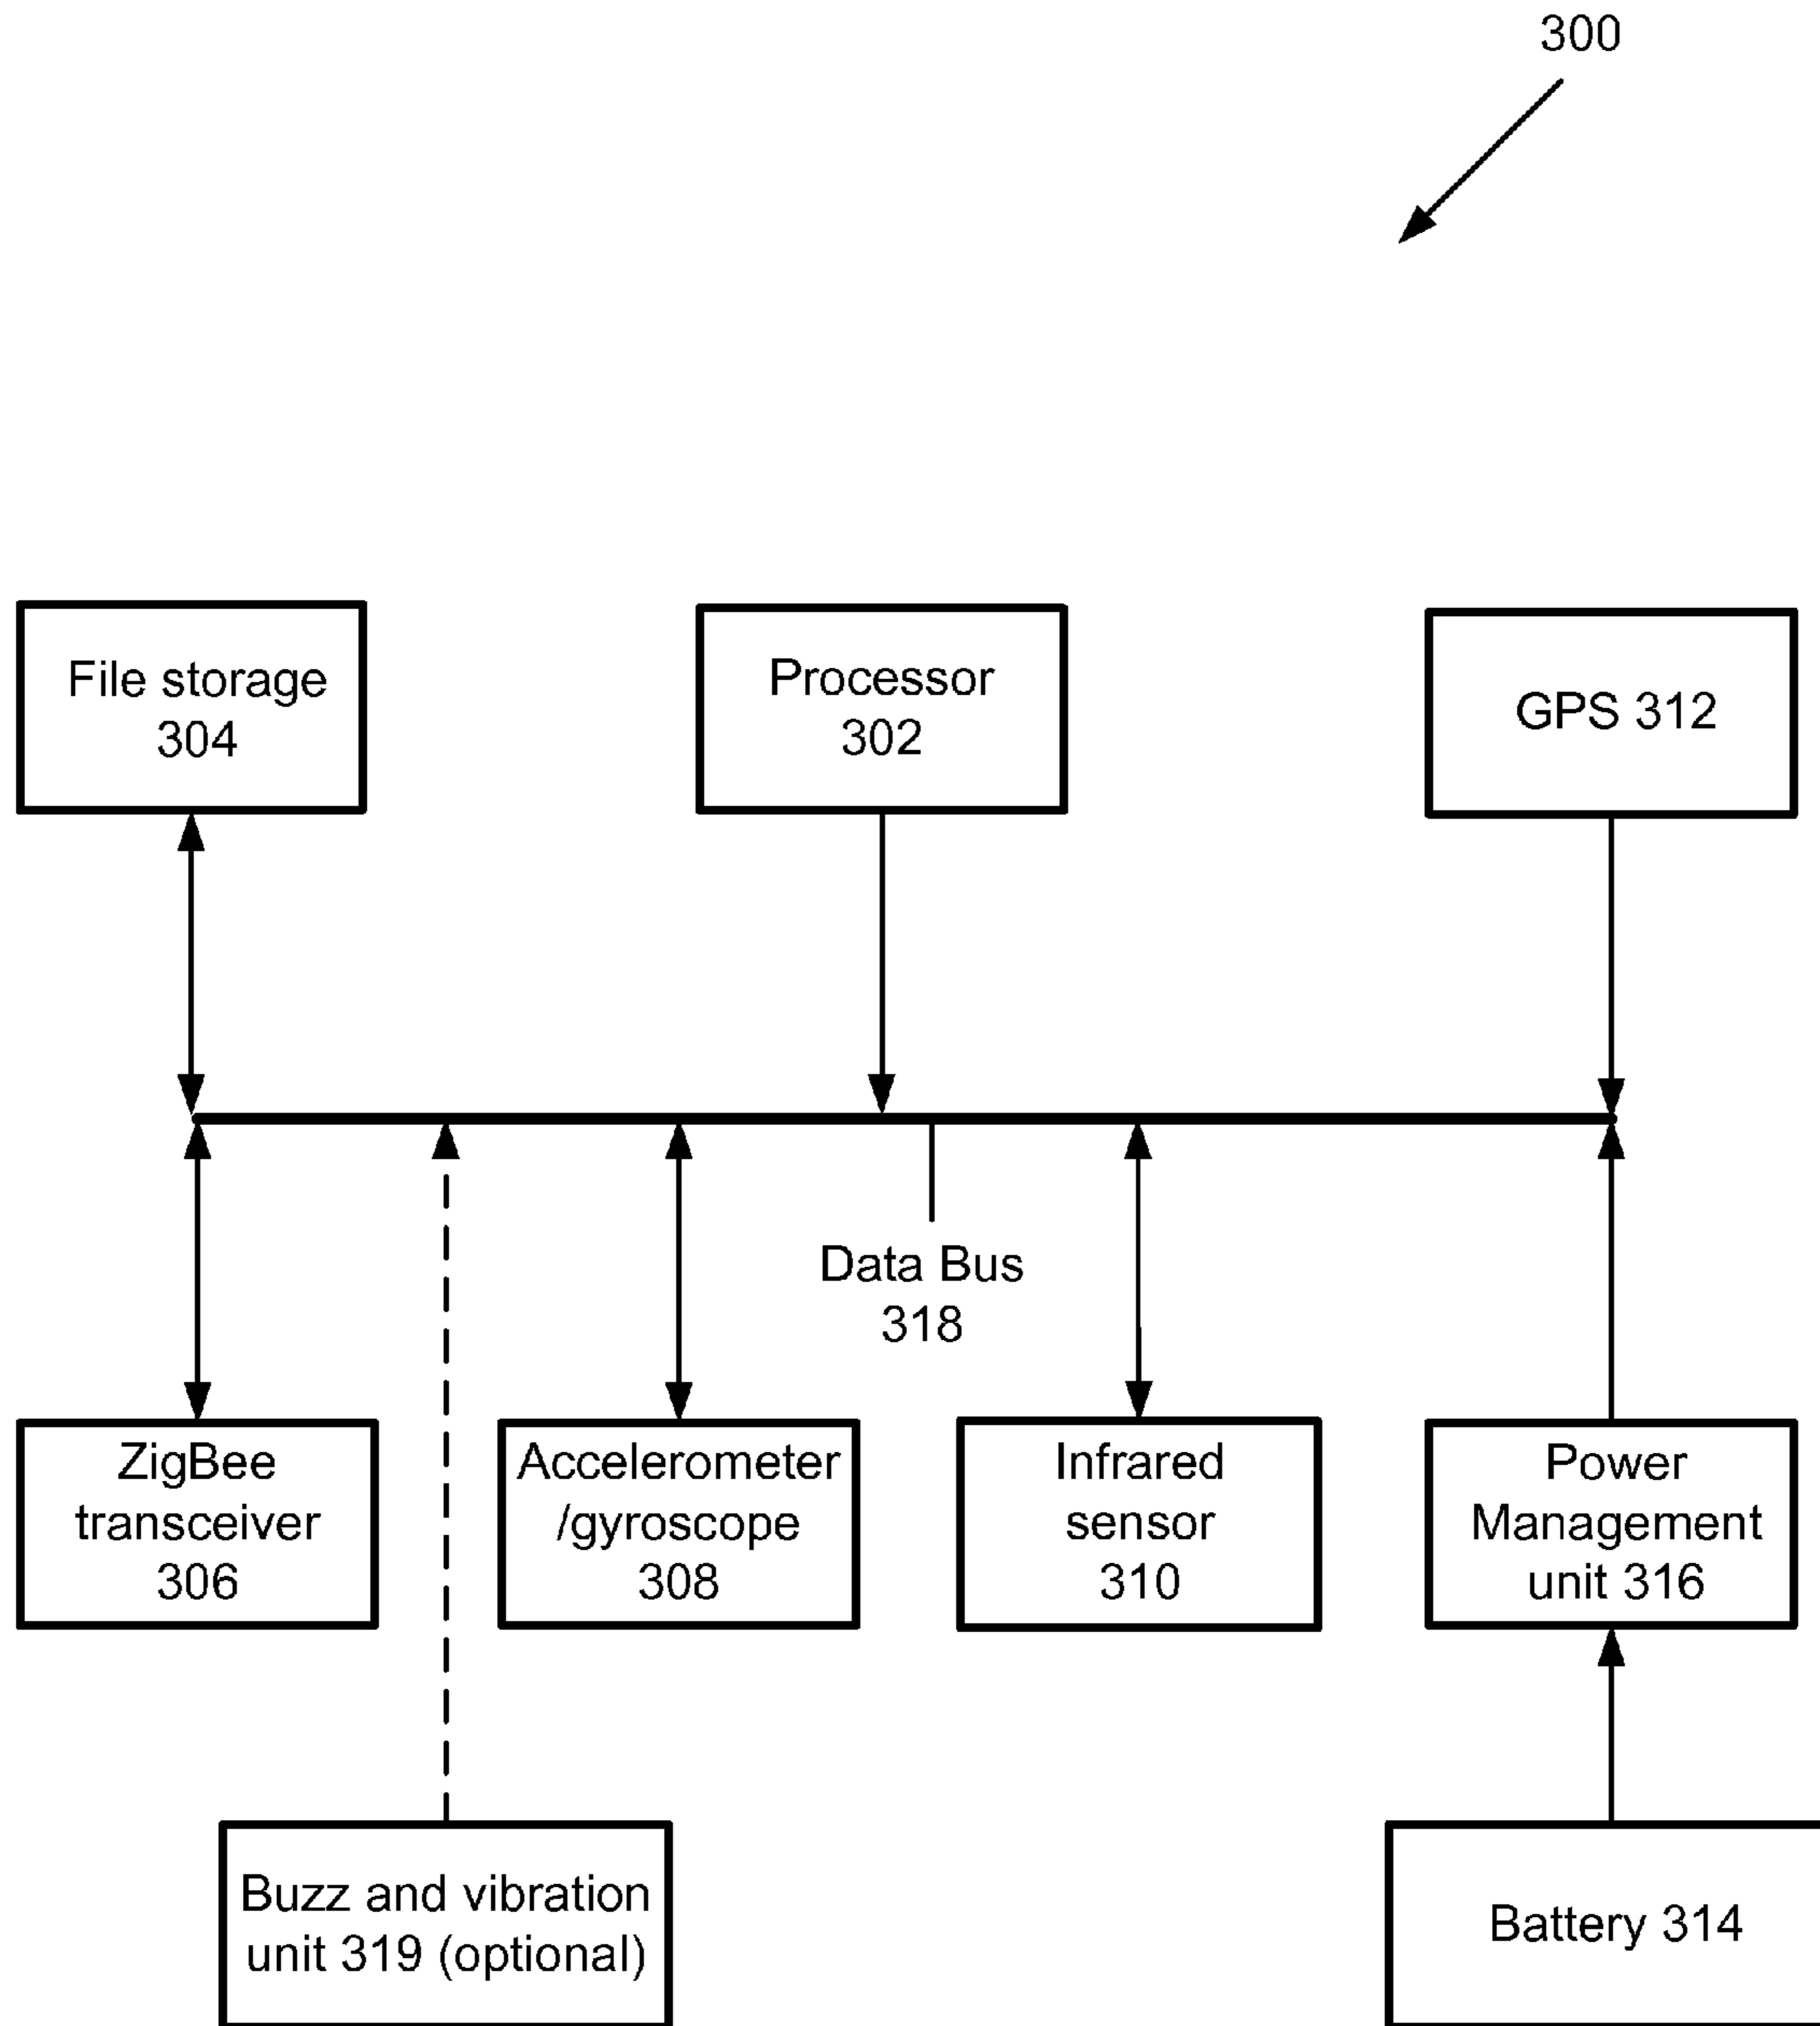 300
File storage
304
Processor
302
GPS 312
Data Bus
318
ZigBee
transceiver
306
Accelerometer
/gyroscope
308
Infrared
sensor
310
Power
Management
unit 316
Buzz and vibration
unit 319 (optional)
Battery 314